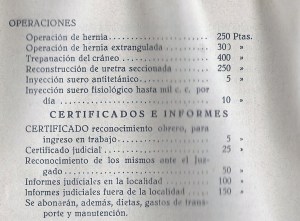 OPERACIONES
Operación de hernia 250 Ptas.
Operación de hernia extrangulada 300 »
Trepanación del cráneo 400 »
Reconstrucción de uretra seccionada 250 »
Inyección suero antitetánico 5 »
Inyección suero fisiológico hasta mil c. c. por
día 10 »
CERTIFICADOS E INFORMES
CERTIFICADO reconocimiento obrero, para
ingreso en trabajo 5 »
Certificado judicial 25 »
Reconocimiento de los mismos ante el Juz-
gado 50 »
Informes judiciales en la localidad 100 »
Informes judiciales fuera de la localidad 150 »
Se abonarán, además, dietas, gastos de trans-
porte y manutención.